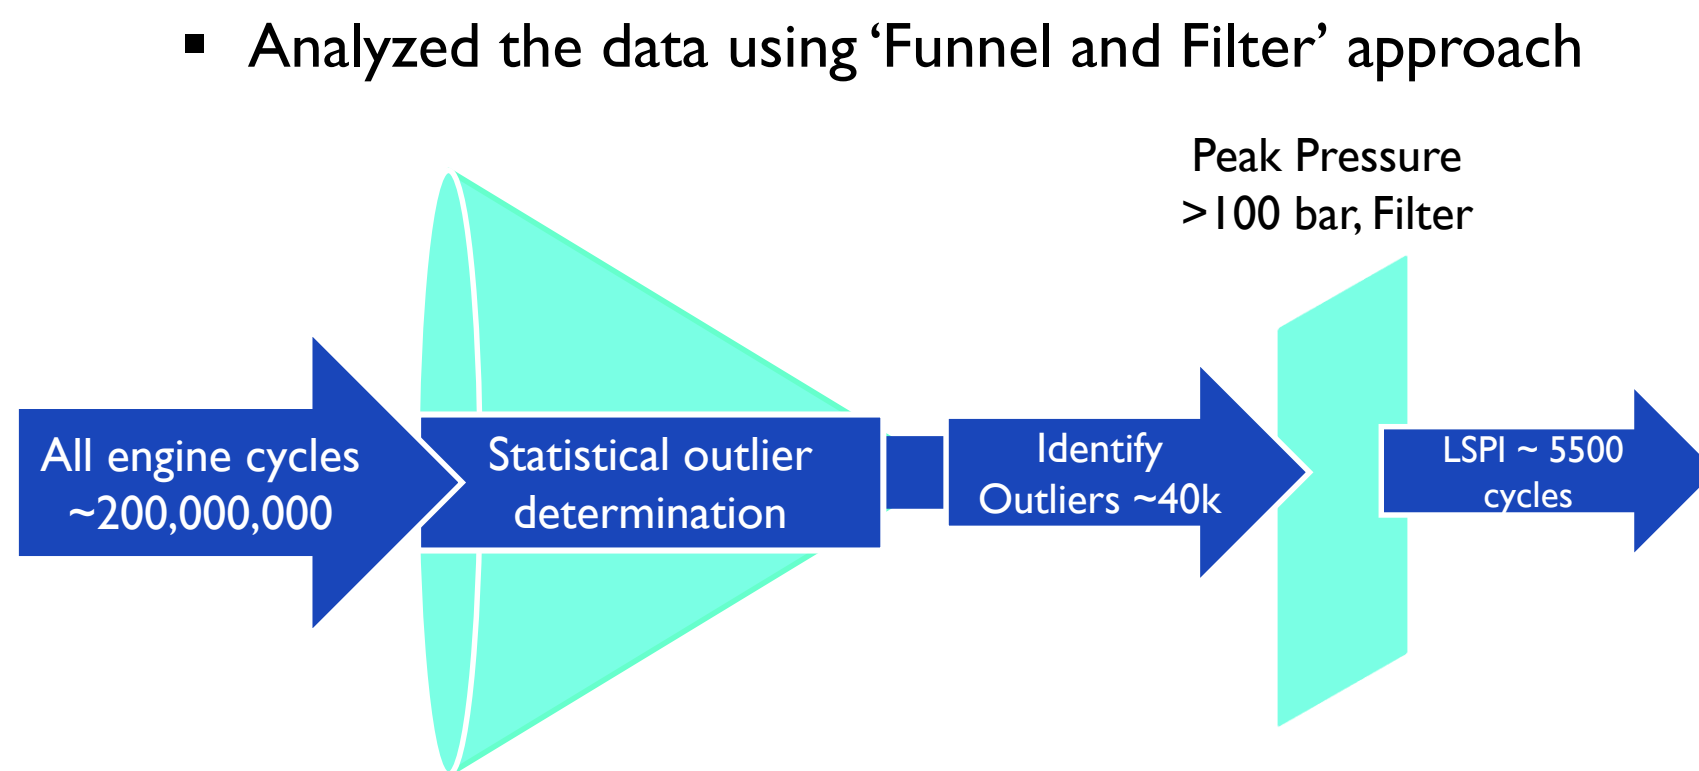 ▪ Analyzed the data using ‘Funnel and Filter’ approach
Peak Pressure
>100 bar, Filter
All engine cycles
~200,000,000
Statistical outlier
determination
Identify
Outliers ~40k
LSPI ~ 5500
cycles